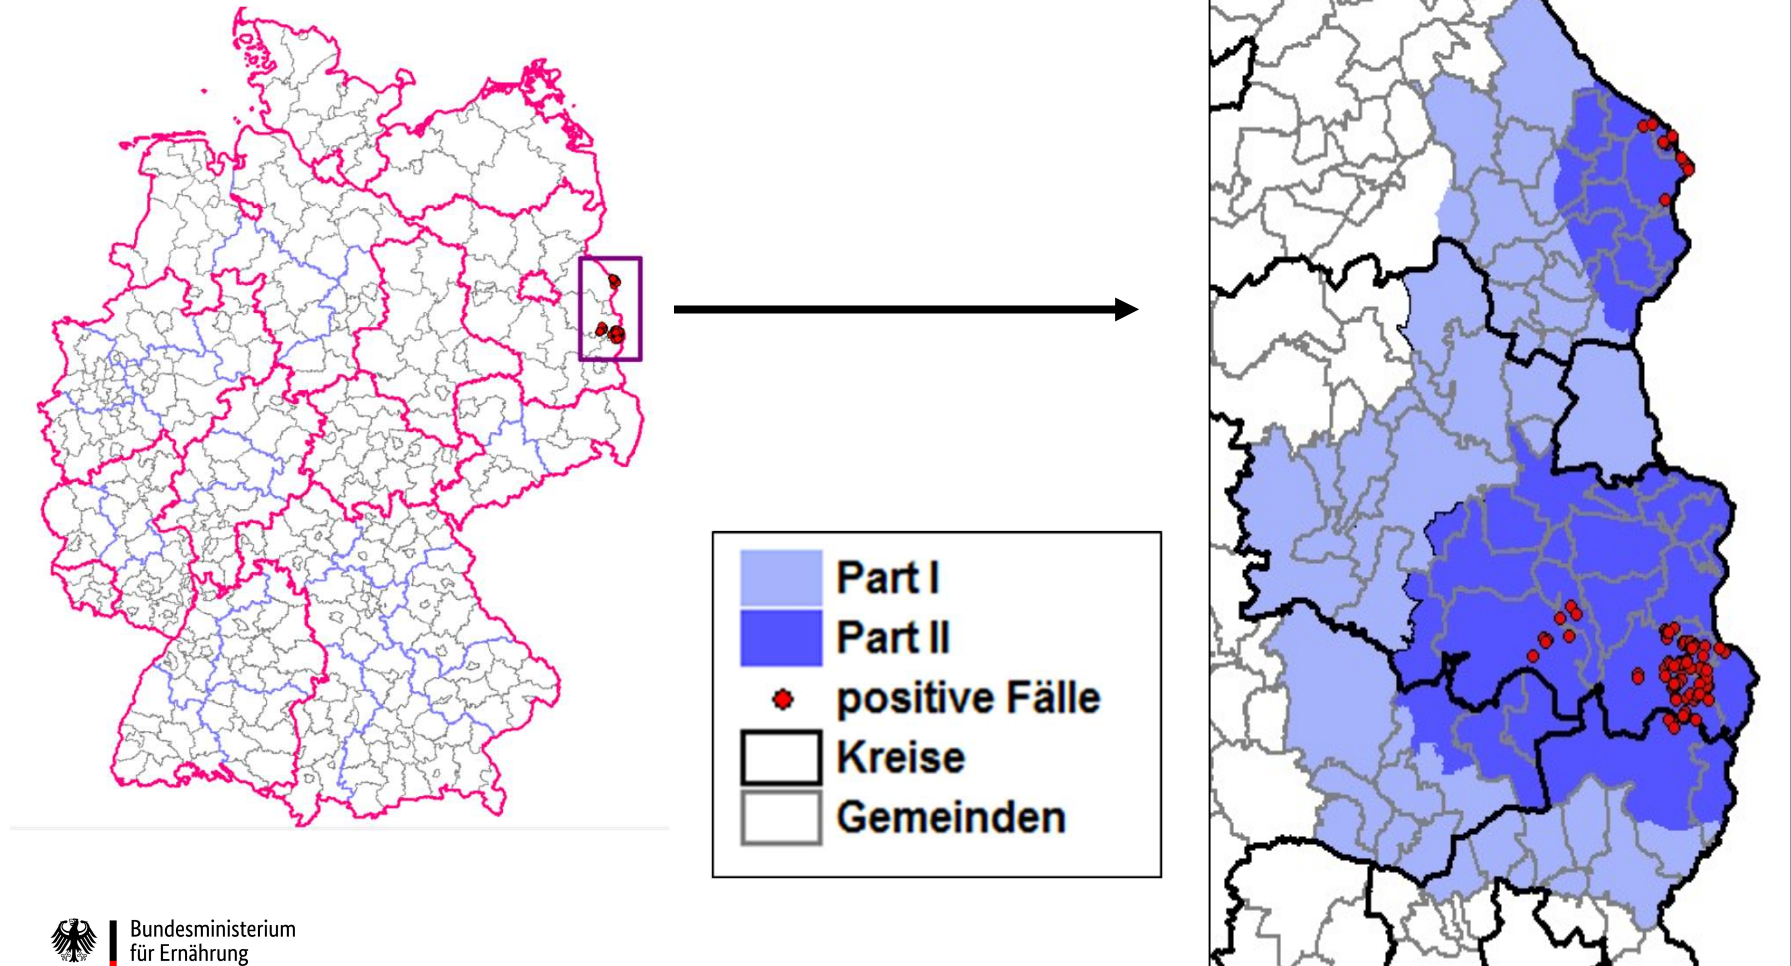 Part I
Part II
positive Fälle
Kreise
Gemeinden
Bundesministerium
für Ernährung